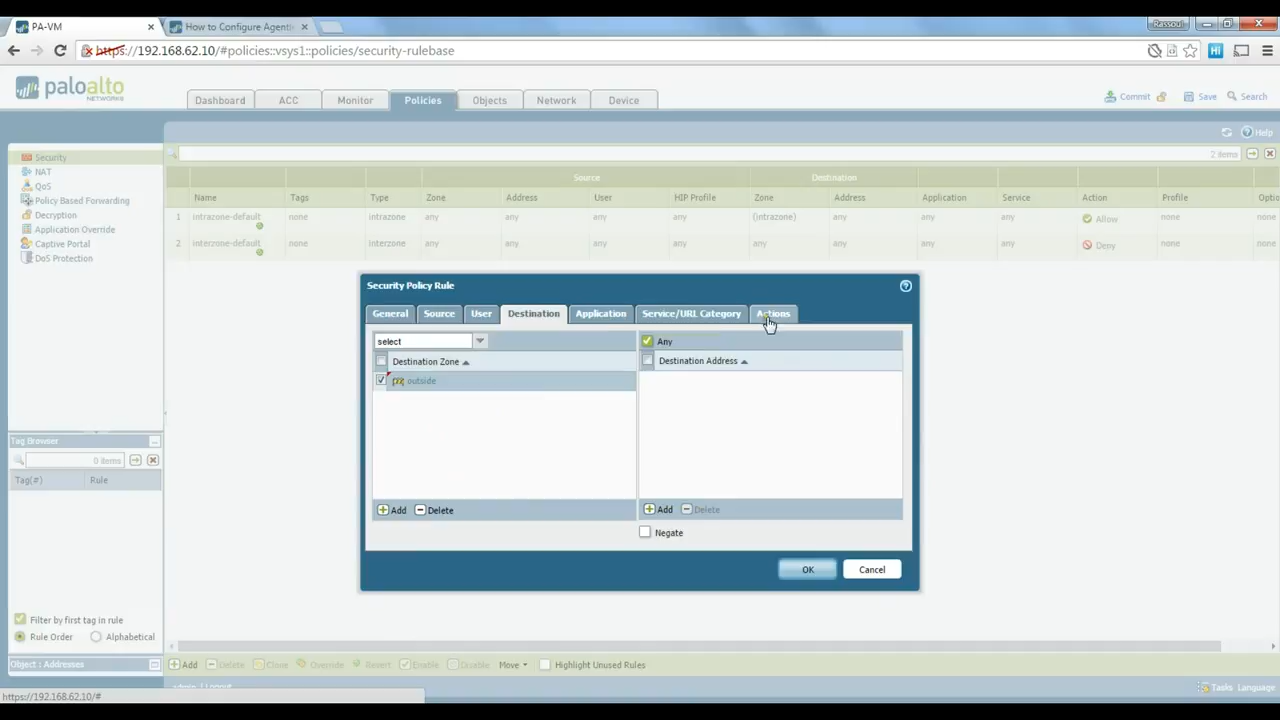 PA-VM
How to Configure Agentl
Rassoul
https://192.168.62.10/#policies::vsys1::policies/security-rulebase
Hi
paloalto
NETWORKS
Dashboard ACC Monitor Policies Objects Network Device
Commit Save Search
Help
Security
NAT
QoS
Policy Based Forwarding
Decryption
Application Override
Captive Portal
DoS Protection
2 items
Source Destination
Name Tags Type Zone Address User HIP Profile Zone Address Application Service Action Profile Optio
1 intrazone-default none intrazone any any any any (intrazone) any any any Allow none none
2 interzone-default none interzone any any any any any any any any Deny none none
Security Policy Rule
General Source User Destination Application Service/URL Category Actions
select Any
Destination Zone Destination Address
outside
Add Delete Add Delete
Negate
OK Cancel
Tag Browser
0 items
Tag(#) Rule
Filter by first tag in rule
Rule Order Alphabetical
Object : Addresses
Add Delete Clone Override Revert Enable Disable Move Highlight Unused Rules
admin | Logout
Tasks Language
https://192.168.62.10/#